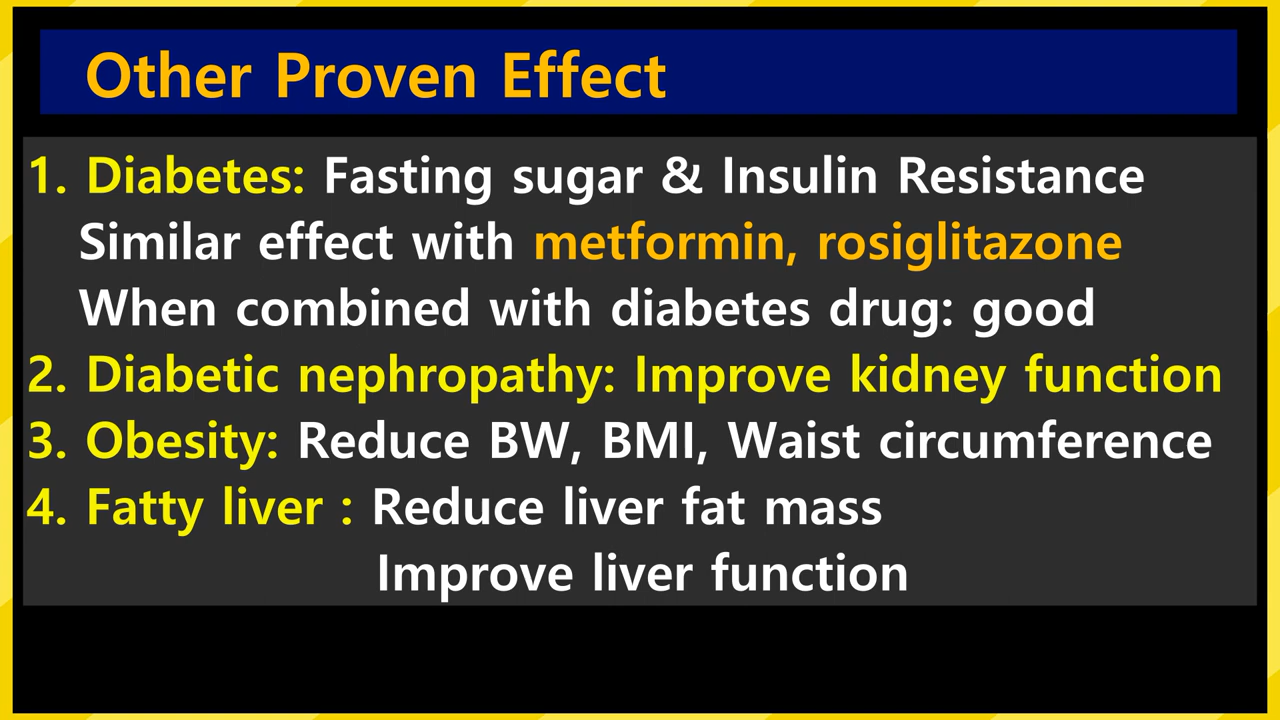 Other Proven Effect
1. Diabetes: Fasting sugar & Insulin Resistance
Similar effect with metformin, rosiglitazone
When combined with diabetes drug: good
2. Diabetic nephropathy: Improve kidney function
3. Obesity: Reduce BW, BMI, Waist circumference
4. Fatty liver : Reduce liver fat mass
Improve liver function